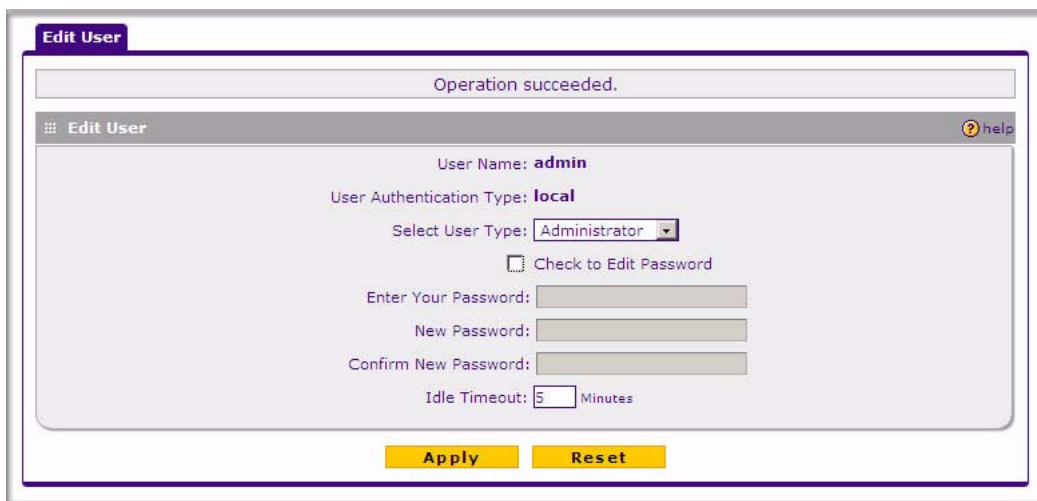 Edit User
Operation succeeded.
Edit User
? help
User Name: admin
User Authentication Type: local
Select User Type: Administrator
Check to Edit Password
Enter Your Password:
New Password:
Confirm New Password:
Idle Timeout: 5 Minutes
Apply Reset